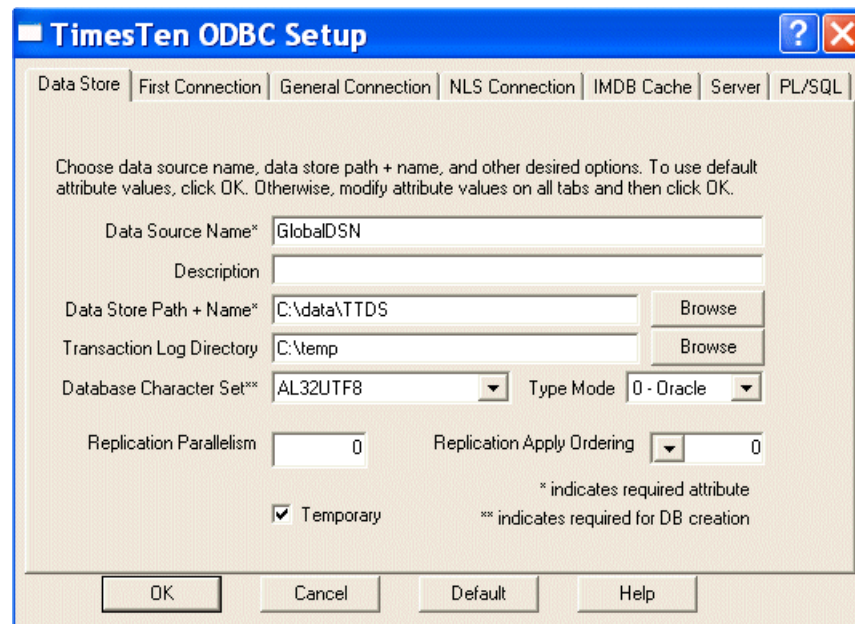 TimesTen ODBC Setup
Data Store First Connection General Connection NLS Connection IMDB Cache Server PL/SQL
Choose data source name, data store path + name, and other desired options. To use default
attribute values, click OK. Otherwise, modify attribute values on all tabs and then click OK.
Data Source Name* GlobalDSN
Description
Data Store Path + Name* C:\data\TTDS Browse
Transaction Log Directory C:\temp Browse
Database Character Set** AL32UTF8 Type Mode 0 - Oracle
Replication Parallelism 0 Replication Apply Ordering 0
* indicates required attribute
Temporary ** indicates required for DB creation
OK Cancel Default Help